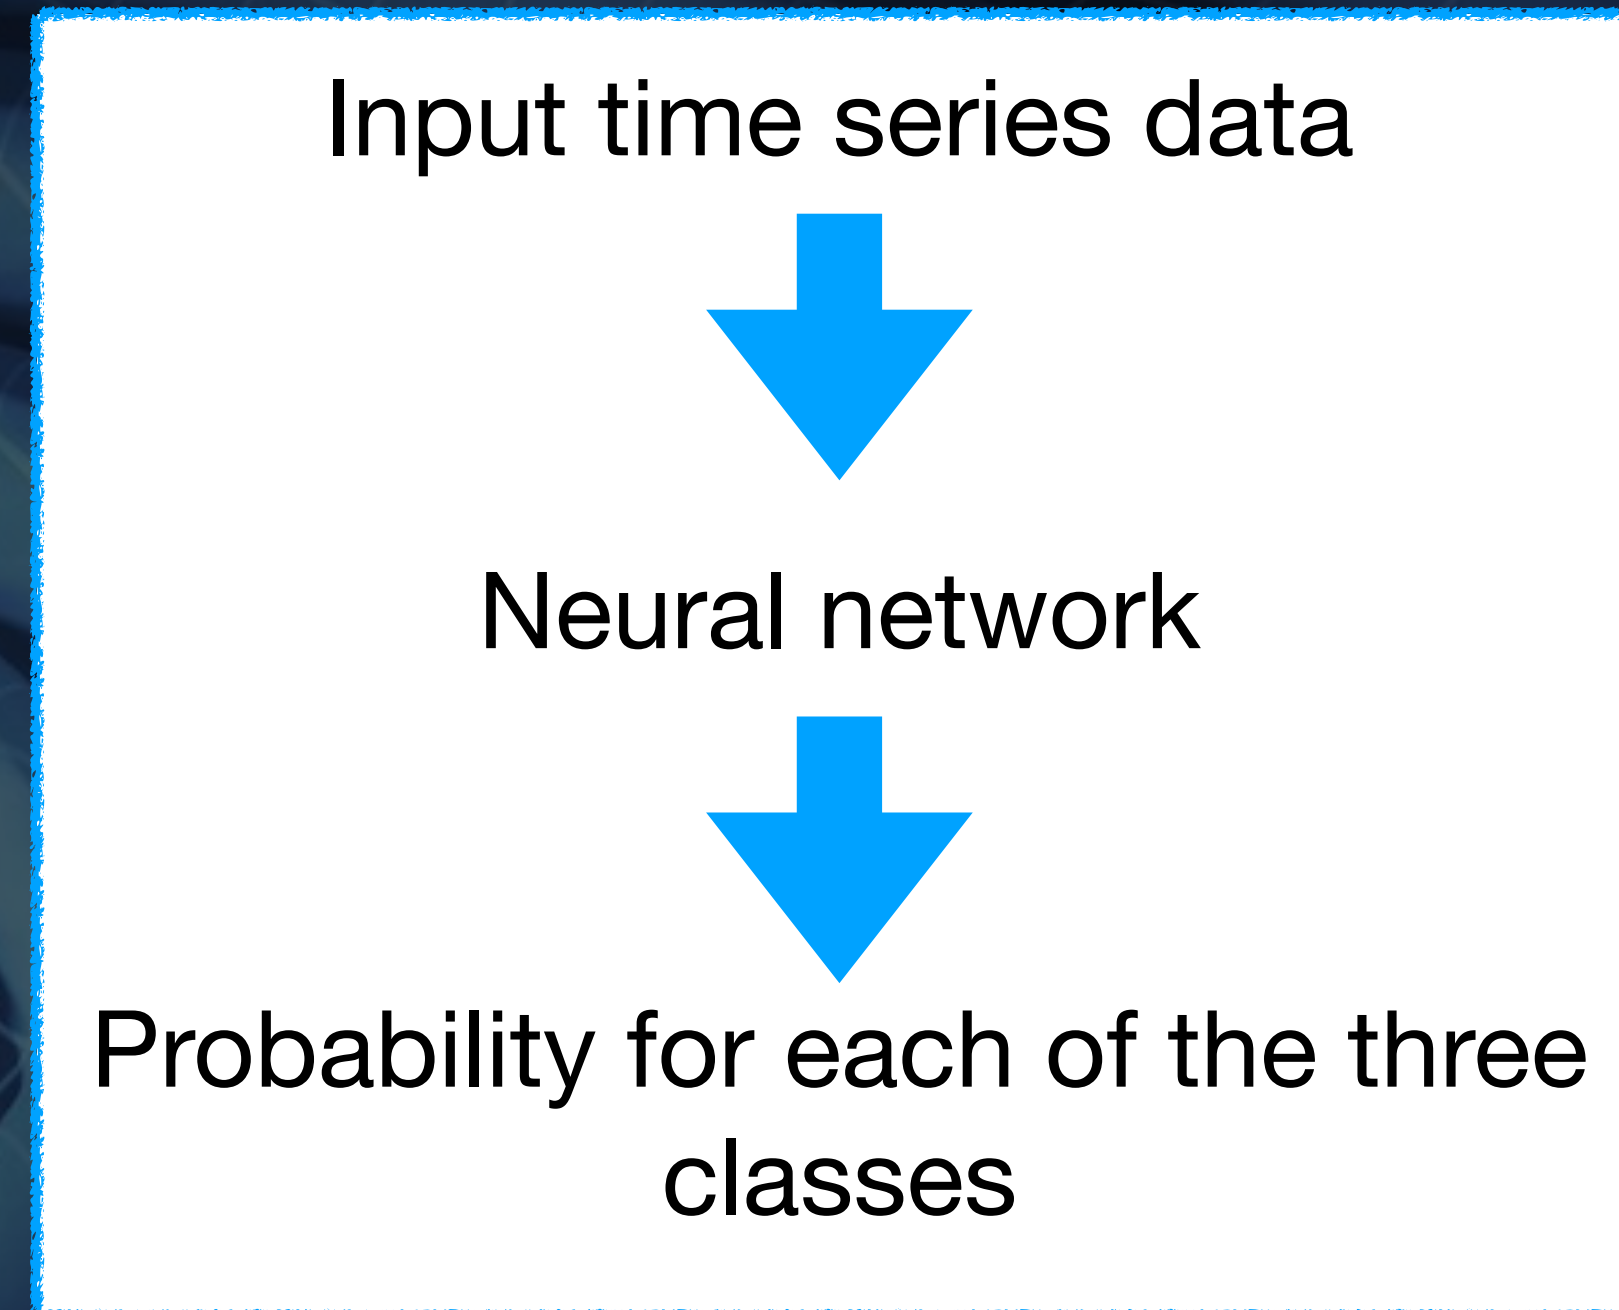 Input time series data
Neural network
Probability for each of the three
classes